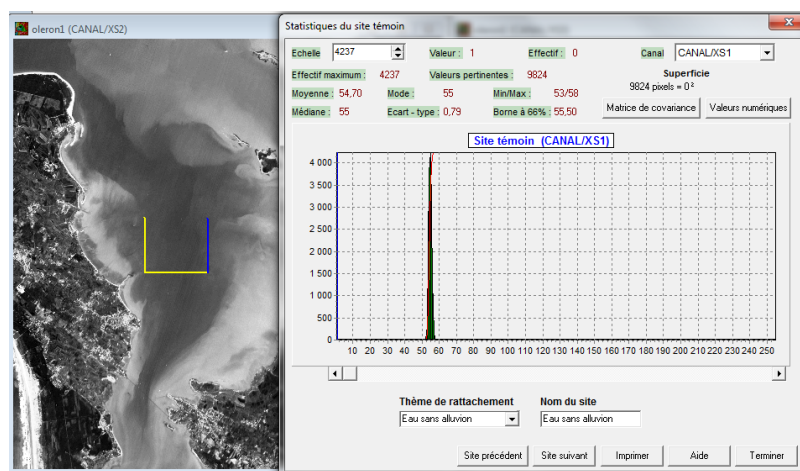 oleron1 (CANAL/XS2)
Statistiques du site témoin
Echelle 4237 Valeur : 1 Effectif : 0 Canal CANAL/XS1
Effectif maximum : 4237 Valeurs pertinentes : 9824 Superficie
9824 pixels = 0²
Moyenne : 54,70 Mode : 55 Min/Max : 53/58
Médiane : 55 Ecart - type : 0,79 Borne à 66% : 55,50
Matrice de covariance Valeurs numériques
Site témoin (CANAL/XS1)
4 000
3 500
3 000
2 500
2 000
1 500
1 000
500
0
10 20 30 40 50 60 70 80 90 100 110 120 130 140 150 160 170 180 190 200 210 220 230 240 250
Thème de rattachement Nom du site
Eau sans alluvion Eau sans alluvion
Site précédent Site suivant Imprimer Aide Terminer